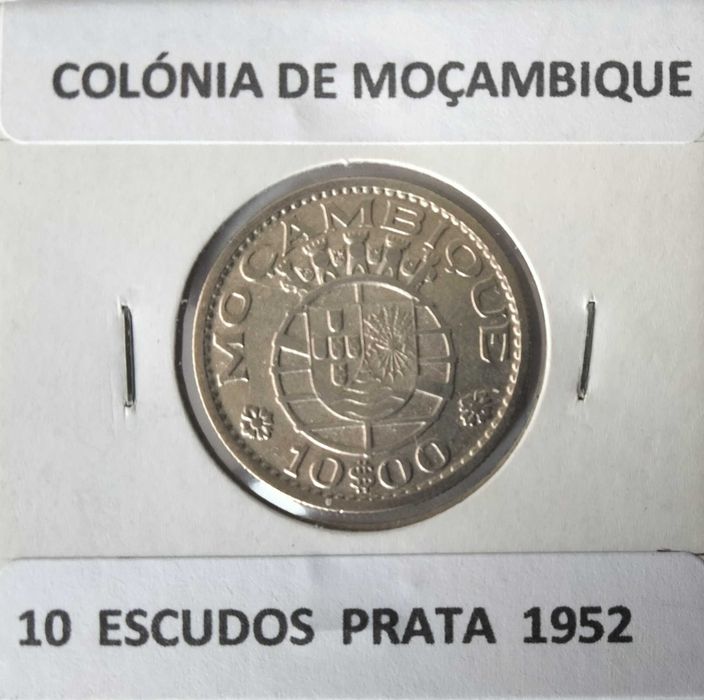 COLÓNIA DE MOÇAMBIQUE
MOÇAMBIQUE
10$00
10 ESCUDOS PRATA 1952